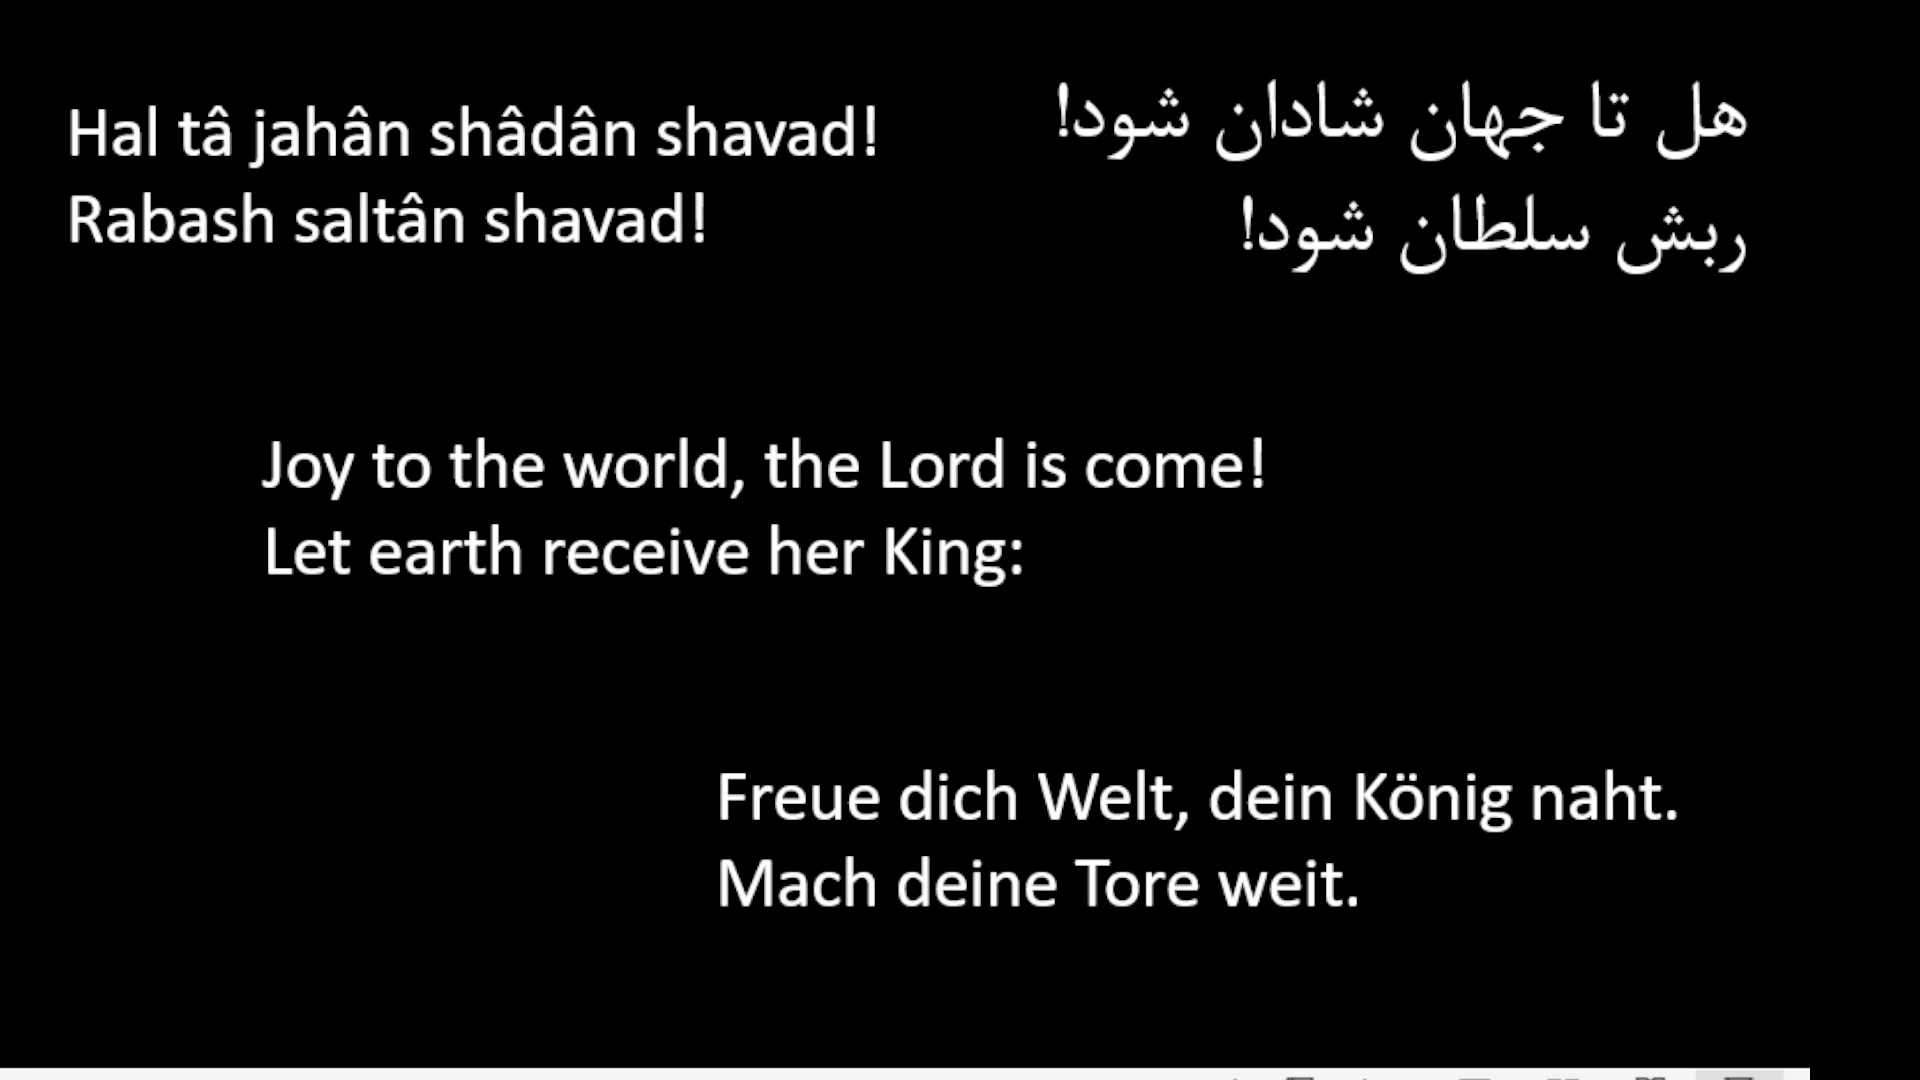 Hal tâ jahân shâdân shavad!
Rabash saltân shavad!
هل تا جهان شادان شود!
ربش سلطان شود!
Joy to the world, the Lord is come!
Let earth receive her King:
Freue dich Welt, dein König naht.
Mach deine Tore weit.